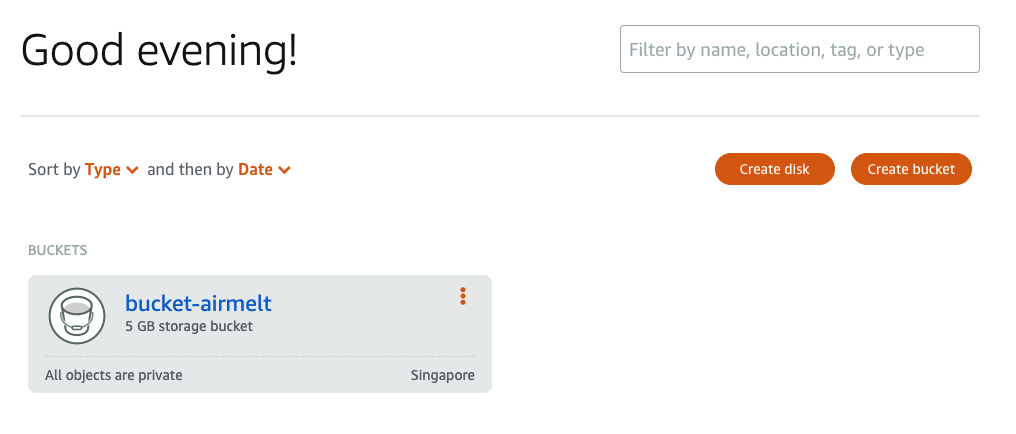 Good evening!
Filter by name, location, tag, or type
Sort by Type and then by Date
Create disk
Create bucket
BUCKETS
bucket-airmelt
5 GB storage bucket
All objects are private
Singapore